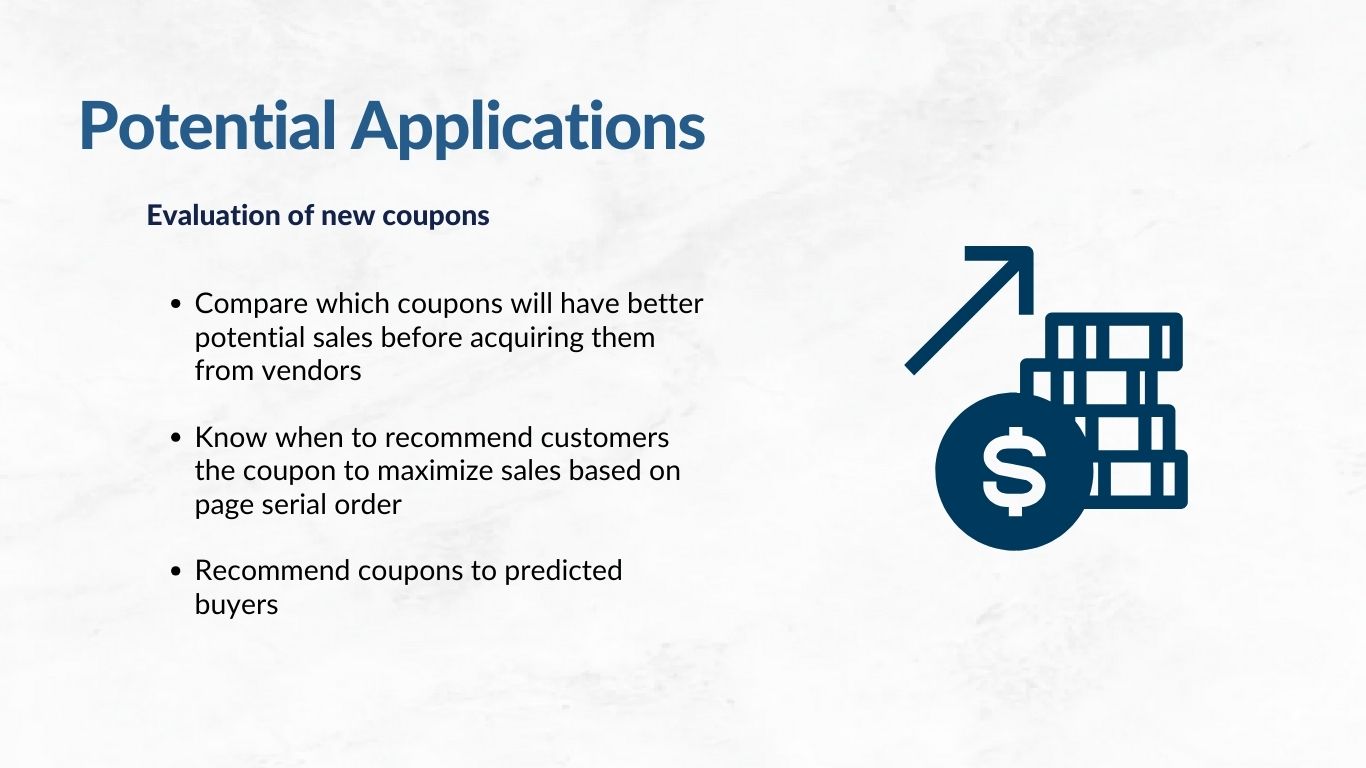 Potential Applications
Evaluation of new coupons
• Compare which coupons will have better
potential sales before acquiring them
from vendors
• Know when to recommend customers
the coupon to maximize sales based on
page serial order
• Recommend coupons to predicted
buyers
$